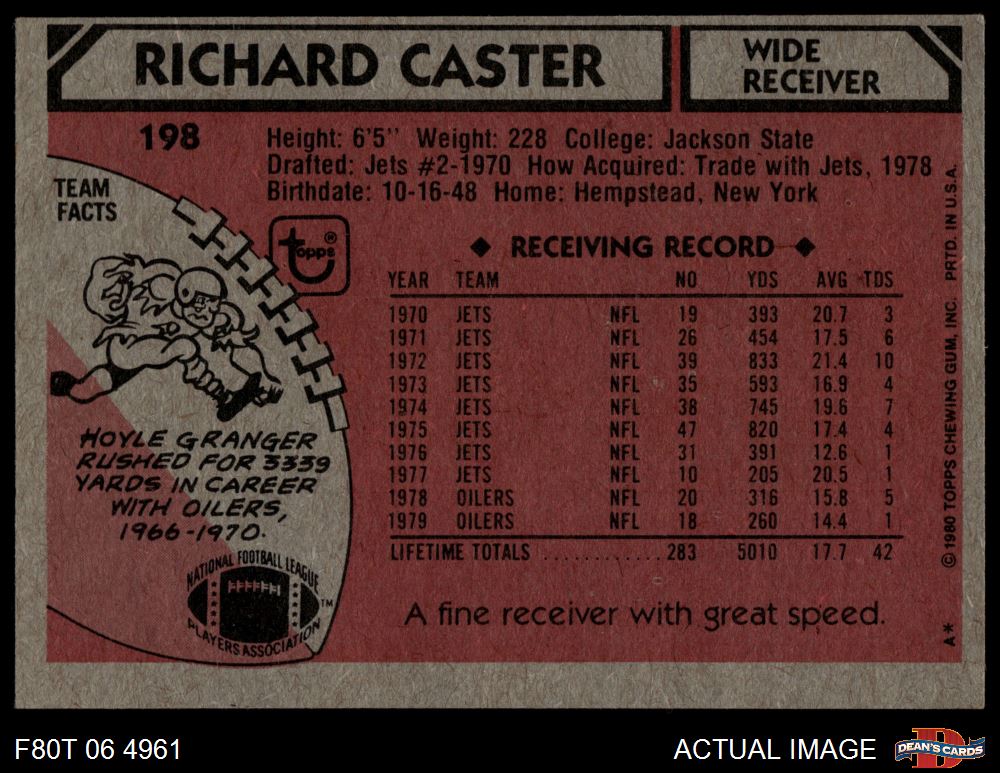 RICHARD CASTER
WIDE
RECEIVER
198
Height: 6'5'' Weight: 228 College: Jackson State
Drafted: Jets #2-1970 How Acquired: Trade with Jets, 1978
Birthdate: 10-16-48 Home: Hempstead, New York
TEAM
FACTS
topps®
◆ RECEIVING RECORD ◆
YEAR TEAM NO YDS AVG TDS
1970 JETS NFL 19 393 20.7 3
1971 JETS NFL 26 454 17.5 6
1972 JETS NFL 39 833 21.4 10
1973 JETS NFL 35 593 16.9 4
1974 JETS NFL 38 745 19.6 7
1975 JETS NFL 47 820 17.4 4
1976 JETS NFL 31 391 12.6 1
1977 JETS NFL 10 205 20.5 1
1978 OILERS NFL 20 316 15.8 5
1979 OILERS NFL 18 260 14.4 1
LIFETIME TOTALS ............283 5010 17.7 42
A fine receiver with great speed.
HOYLE GRANGER
RUSHED FOR 3339
YARDS IN CAREER
WITH OILERS,
1966-1970.
NATIONAL FOOTBALL LEAGUE
PLAYERS ASSOCIATION
TM
©1980 TOPPS CHEWING GUM, INC. PRTD. IN U.S.A.
A*
F80T 06 4961
ACTUAL IMAGE
D
DEAN'S CARDS